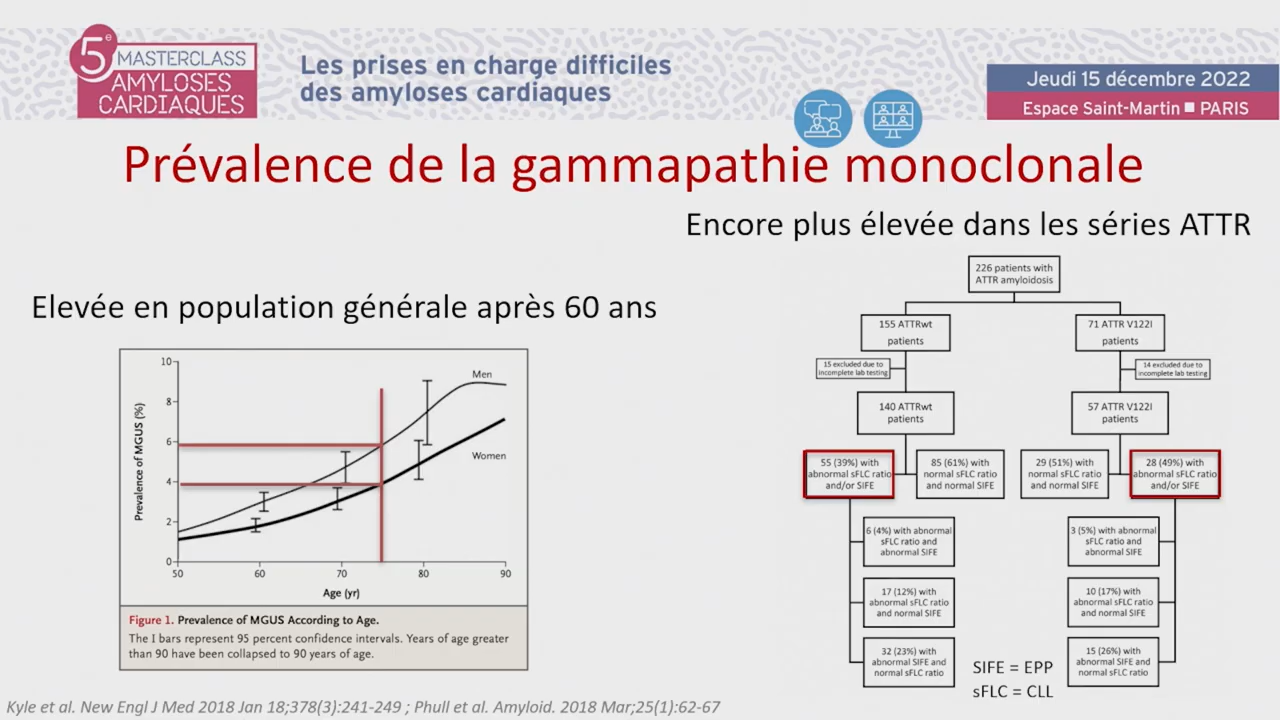 5e
MASTERCLASS
AMYLOSES
CARDIAQUES
Les prises en charge difficiles
des amyloses cardiaques
Jeudi 15 décembre 2022
Espace Saint-Martin ■ PARIS
Prévalence de la gammapathie monoclonale
Encore plus élevée dans les séries ATTR
Elevée en population générale après 60 ans
Prevalence of MGUS (%)
10
8
6
4
2
0
50
60
70
80
90
Men
Women
Age (yr)
Figure 1. Prevalence of MGUS According to Age.
The I bars represent 95 percent confidence intervals. Years of age greater
than 90 have been collapsed to 90 years of age.
226 patients with
ATTR amyloidosis
155 ATTRwt
patients
71 ATTR V122I
patients
15 excluded due to
incomplete lab testing
14 excluded due to
incomplete lab testing
140 ATTRwt
patients
57 ATTR V122I
patients
55 (39%) with
abnormal sFLC ratio
and/or SIFE
85 (61%) with
normal sFLC ratio
and normal SIFE
29 (51%) with
normal sFLC ratio
and normal SIFE
28 (49%) with
abnormal sFLC ratio
and/or SIFE
6 (4%) with abnormal
sFLC ratio and
abnormal SIFE
3 (5%) with abnormal
sFLC ratio and
abnormal SIFE
17 (12%) with
abnormal sFLC ratio
and normal SIFE
10 (17%) with
abnormal sFLC ratio
and normal SIFE
32 (23%) with
abnormal SIFE and
normal sFLC ratio
15 (26%) with
abnormal SIFE and
normal sFLC ratio
SIFE = EPP
sFLC = CLL
Kyle et al. New Engl J Med 2018 Jan 18;378(3):241-249 ; Phull et al. Amyloid. 2018 Mar;25(1):62-67